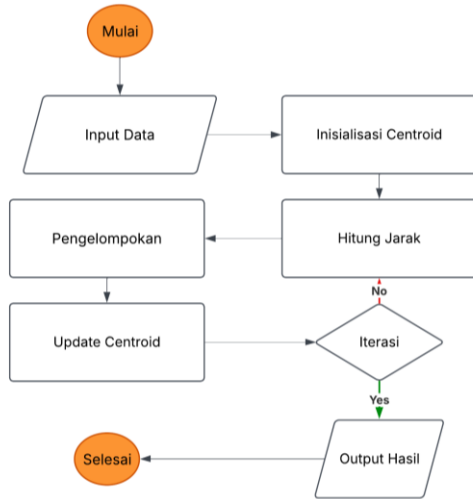 Mulai
Input Data
Inisialisasi Centroid
Hitung Jarak
Pengelompokan
Update Centroid
Iterasi
No
Yes
Output Hasil
Selesai